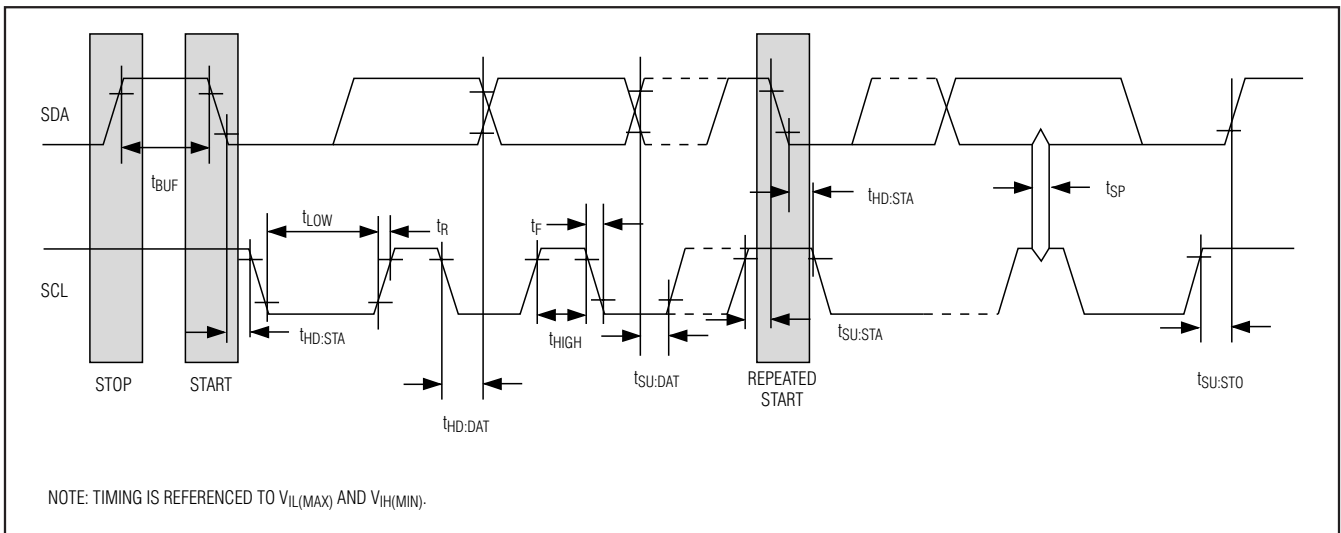 SDA
tBUF
tHD:STA
tSP
tLOW
tR
tF
SCL
tHD:STA
tHIGH
tSU:STA
tSU:DAT
tSU:STO
STOP
START
REPEATED
START
tHD:DAT
NOTE: TIMING IS REFERENCED TO VIL(MAX) AND VIH(MIN).